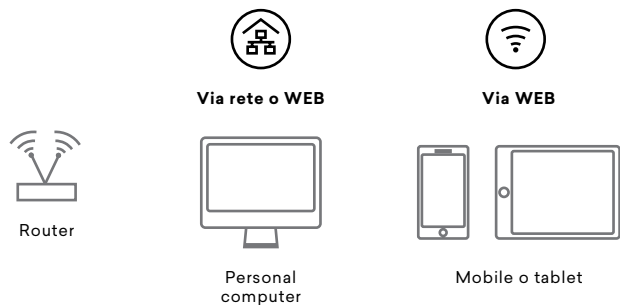 Via rete o WEB
Via WEB
Router
Personal
computer
Mobile o tablet